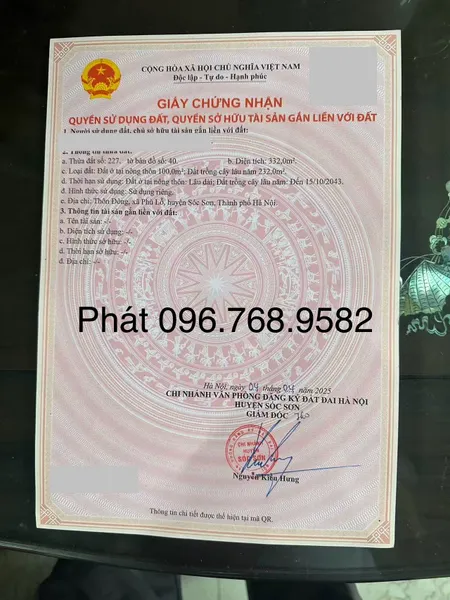 CỘNG HÒA XÃ HỘI CHỦ NGHĨA VIỆT NAM
Độc lập - Tự do - Hạnh phúc
GIẤY CHỨNG NHẬN
QUYỀN SỬ DỤNG ĐẤT, QUYỀN SỞ HỮU TÀI SẢN GẮN LIỀN VỚI ĐẤT
1. Người sử dụng đất, chủ sở hữu tài sản gắn liền với đất:
2. Thông tin thửa đất:
a. Thửa đất số: 227, tờ bản đồ số: 40. b. Diện tích: 332,0m².
c. Loại đất: Đất ở tại nông thôn 100,0m²; Đất trồng cây lâu năm 232,0m².
d. Thời hạn sử dụng: Đất ở tại nông thôn: Lâu dài; Đất trồng cây lâu năm: Đến 15/10/2043.
đ. Hình thức sử dụng: Sử dụng riêng.
e. Địa chỉ: Thôn Đông, xã Phù Lỗ, huyện Sóc Sơn, Thành phố Hà Nội.
3. Thông tin tài sản gắn liền với đất:
a. Tên tài sản: -/-
b. Diện tích sử dụng: -/-
c. Hình thức sở hữu: -/-
d. Thời hạn sở hữu: -/-
đ. Địa chỉ: -/-
Phát 096.768.9582
Hà Nội, ngày 04 tháng 04 năm 2025
CHI NHÁNH VĂN PHÒNG ĐĂNG KÝ ĐẤT ĐAI HÀ NỘI
HUYỆN SÓC SƠN
GIÁM ĐỐC
CHI NHÁNH
HUYỆN
SÓC SƠN
Nguyễn Kiên Hưng
Thông tin chi tiết được thể hiện tại mã QR.